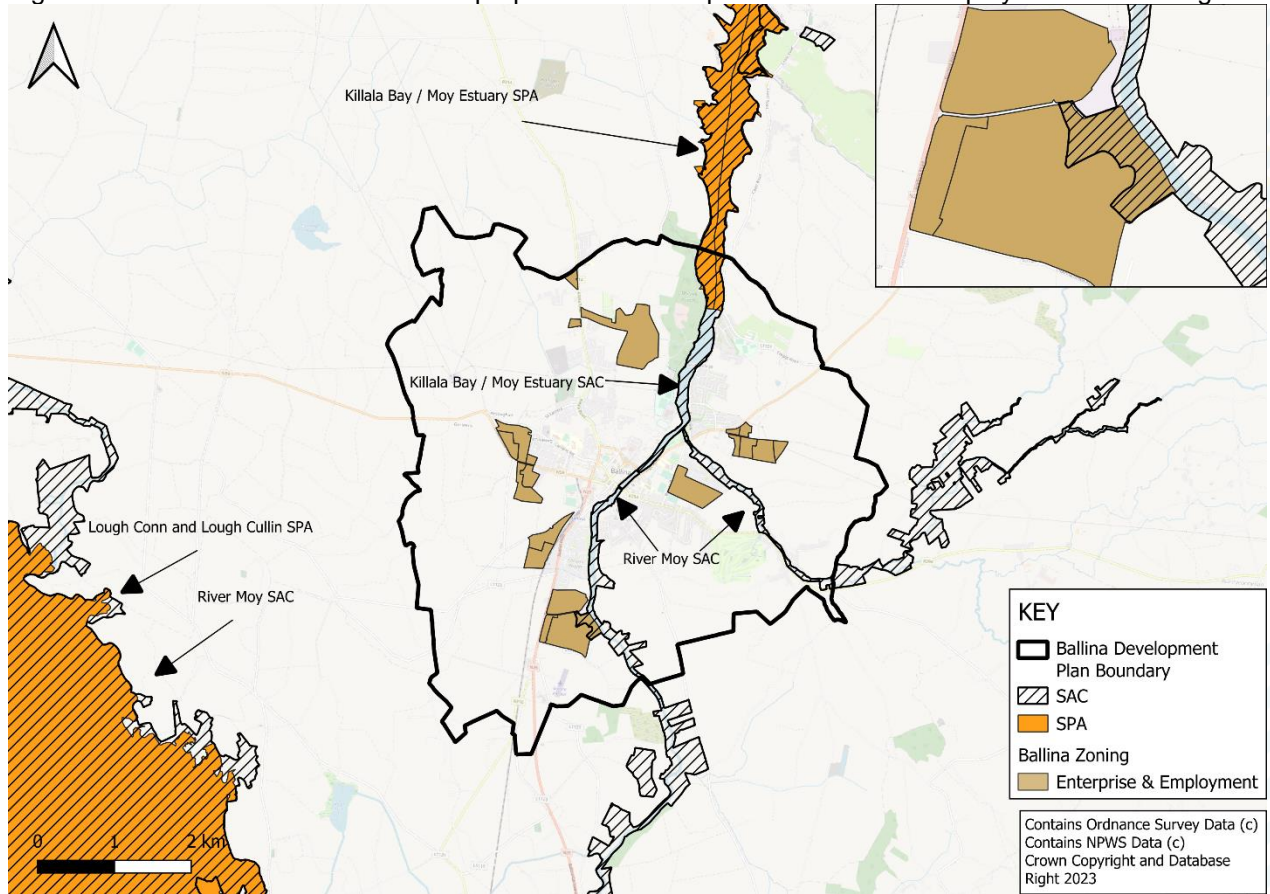 Killala Bay / Moy Estuary SPA
Killala Bay / Moy Estuary SAC
Ballina
Lough Conn and Lough Cullin SPA
River Moy SAC
River Moy SAC
KEY
Ballina Development
Plan Boundary
SAC
SPA
Ballina Zoning
Enterprise & Employment
0 1 2 km
Contains Ordnance Survey Data (c)
Contains NPWS Data (c)
Crown Copyright and Database
Right 2023